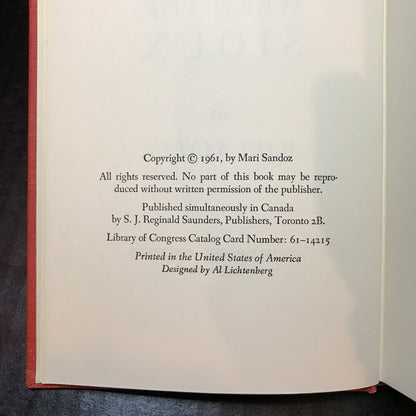 Copyright © 1961, by Mari Sandoz
All rights reserved. No part of this book may be repro-
duced without written permission of the publisher.
Published simultaneously in Canada
by S. J. Reginald Saunders, Publishers, Toronto 2B.
Library of Congress Catalog Card Number: 61–14215
Printed in the United States of America
Designed by Al Lichtenberg